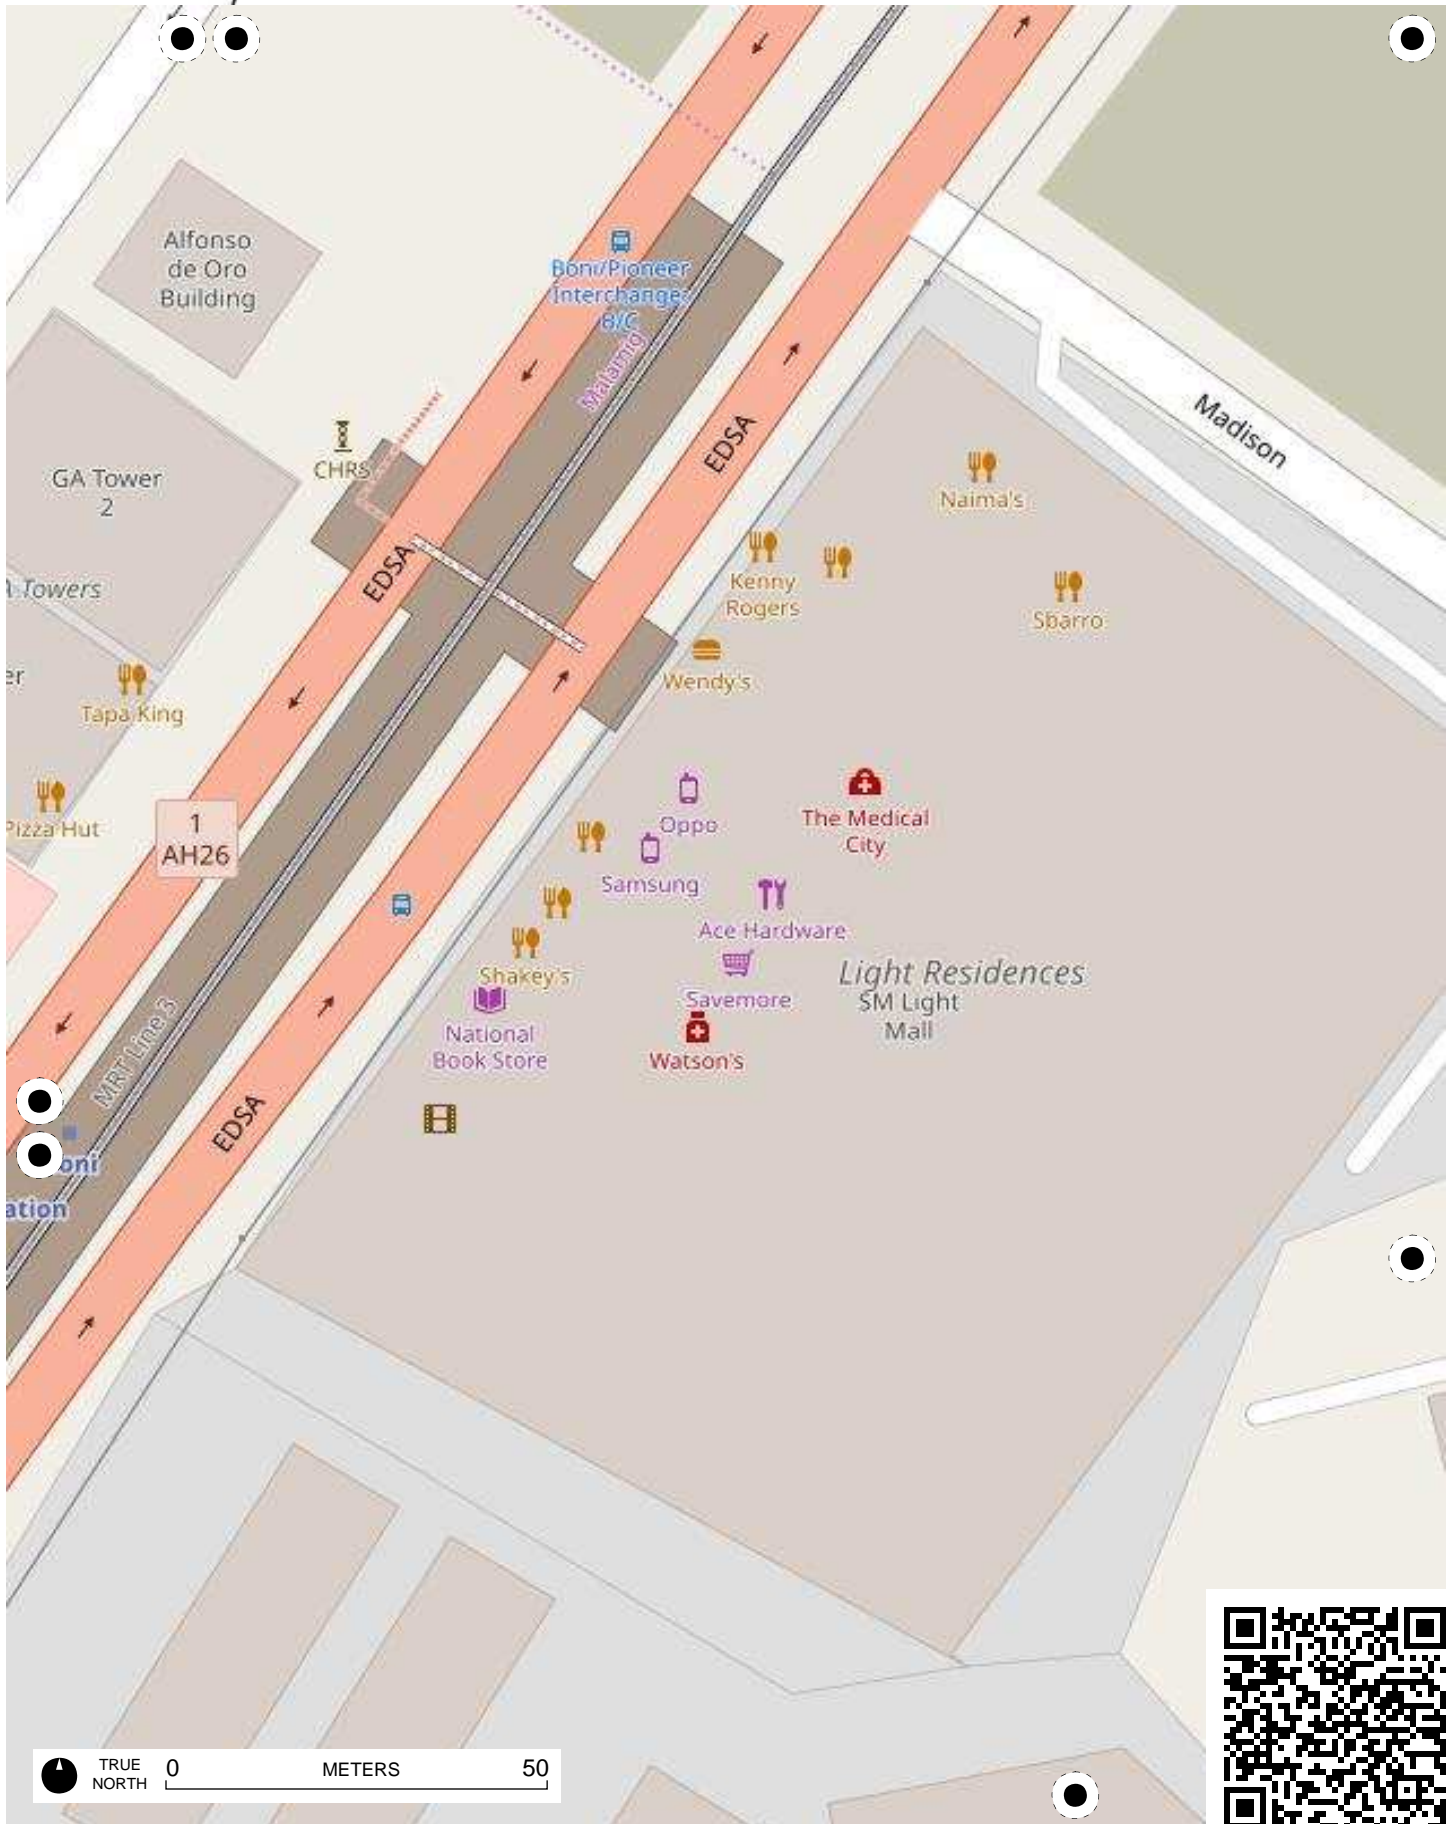 Alfonso
de Oro
Building
Boni/Pioneer
Interchange
B/C
Malamig
EDSA
Madison
CHRS
GA Tower
2
Naima's
EDSA
Kenny
Rogers
Towers
Sbarro
Wendy's
Tapa King
Pizza Hut
1
AH26
Oppo
The Medical
City
Samsung
Ace Hardware
Shakey's
Savemore
Light Residences
SM Light
Mall
National
Book Store
Watson's
MRT Line 3
EDSA
oni
ation
TRUE
NORTH
0 METERS 50